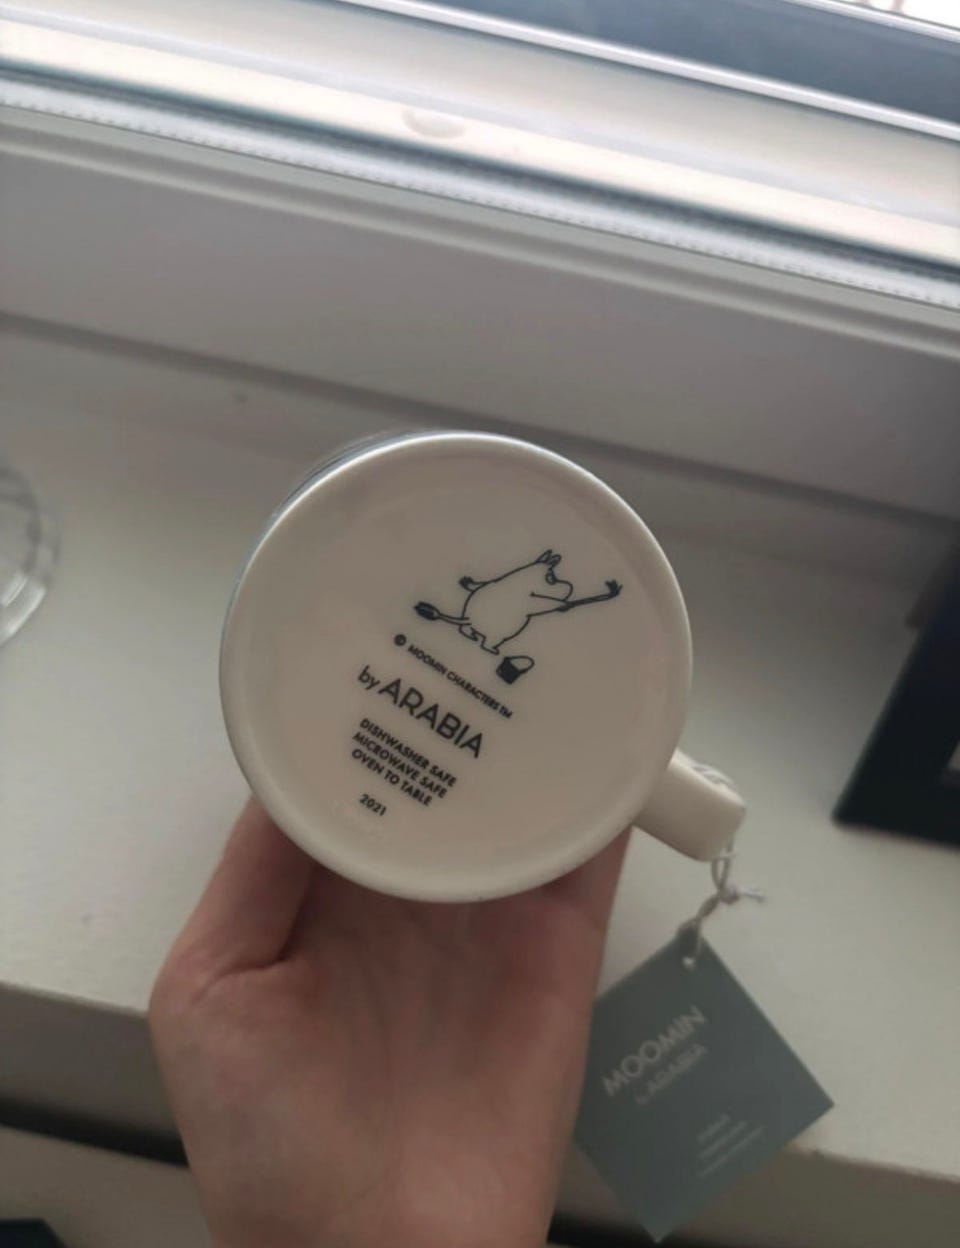 © MOOMIN CHARACTERS™
by ARABIA
DISHWASHER SAFE
MICROWAVE SAFE
OVEN TO TABLE
2021
MOOMIN
by ARABIA